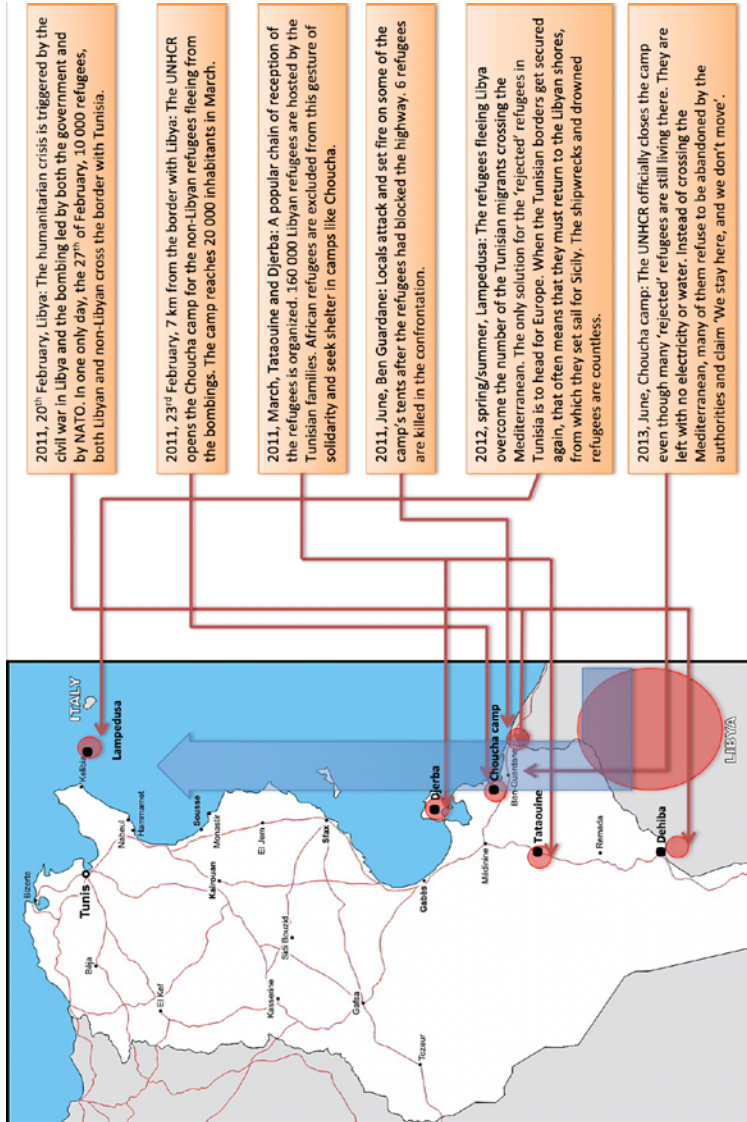 2011, 20th February, Libya: The humanitarian crisis is triggered by the
civil war in Libya and the bombing led by both the government and
by NATO. In one only day, the 27th of February, 10 000 refugees,
both Libyan and non-Libyan cross the border with Tunisia.
2011, 23rd February, 7 km from the border with Libya: The UNHCR
opens the Choucha camp for the non-Libyan refugees fleeing from
the bombings. The camp reaches 20 000 inhabitants in March.
2011, March, Tataouine and Djerba: A popular chain of reception of
the refugees is organized. 160 000 Libyan refugees are hosted by the
Tunisian families. African refugees are excluded from this gesture of
solidarity and seek shelter in camps like Choucha.
2011, June, Ben Guardane: Locals attack and set fire on some of the
camp's tents after the refugees had blocked the highway. 6 refugees
are killed in the confrontation.
2012, spring/summer, Lampedusa: The refugees fleeing Libya
overcome the number of the Tunisian migrants crossing the
Mediterranean. The only solution for the 'rejected' refugees in
Tunisia is to head for Europe. When the Tunisian borders get secured
again, that often means that they must return to the Libyan shores,
from which they set sail for Sicily. The shipwrecks and drowned
refugees are countless.
2013, June, Choucha camp: The UNHCR officially closes the camp
even though many 'rejected' refugees are still living there. They are
left with no electricity or water. Instead of crossing the
Mediterranean, many of them refuse to be abandoned by the
authorities and claim 'We stay here, and we don't move'.
ITALY
Lampedusa
Kelibia
Bizerte
Tunis
Nabeul
Hammamet
Béja
El Kef
Sousse
Monastir
Kairouan
El Jem
Kasserine
Sidi Bouzid
Sfax
Gafsa
Tozeur
Gabès
Djerba
Médinine
Choucha camp
Ben Guardane
Tataouine
Remada
Dehiba
LIBYA